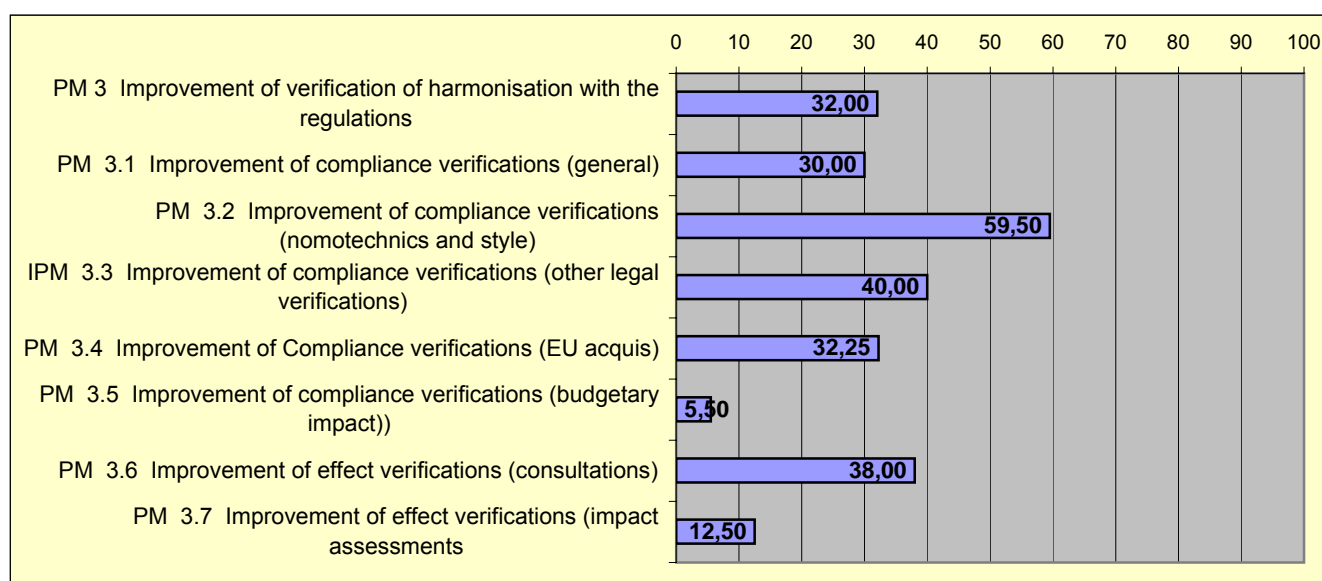 0 10 20 30 40 50 60 70 80 90 100
PM 3 Improvement of verification of harmonisation with the
regulations
32,00
PM 3.1 Improvement of compliance verifications (general)
30,00
PM 3.2 Improvement of compliance verifications
(nomotechnics and style)
59,50
IPM 3.3 Improvement of compliance verifications (other legal
verifications)
40,00
PM 3.4 Improvement of Compliance verifications (EU acquis)
32,25
PM 3.5 Improvement of compliance verifications (budgetary
impact))
5,50
PM 3.6 Improvement of effect verifications (consultations)
38,00
PM 3.7 Improvement of effect verifications (impact
assessments
12,50